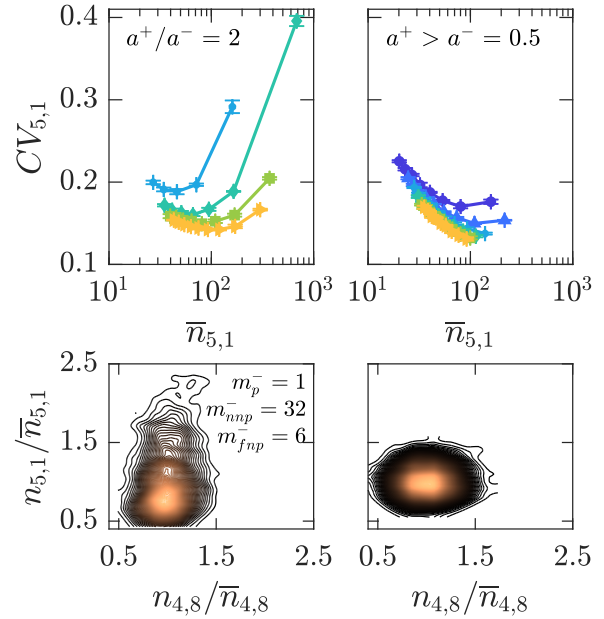 0.4
0.3
0.2
0.1
CV_{5,1}
a^+/a^- = 2
a^+ > a^- = 0.5
10^1 10^2 10^3 10^1 10^2 10^3
\overline{n}_{5,1} \overline{n}_{5,1}
2.5
1.5
0.5
n_{5,1}/\overline{n}_{5,1}
m_p^- = 1
m_{nnp}^- = 32
m_{fnp}^- = 6
0.5 1.5 2.5 0.5 1.5 2.5
n_{4,8}/\overline{n}_{4,8} n_{4,8}/\overline{n}_{4,8}